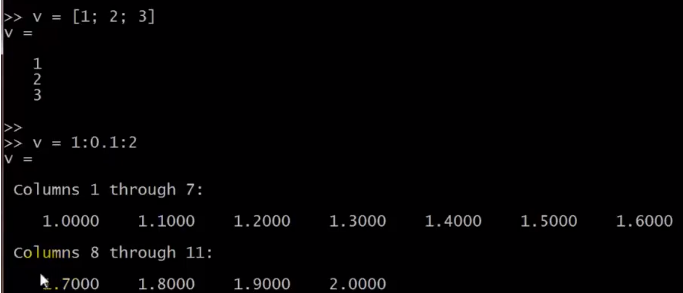 >> v = [1; 2; 3]
v =
1
2
3
>>
>> v = 1:0.1:2
v =
Columns 1 through 7:
1.0000 1.1000 1.2000 1.3000 1.4000 1.5000 1.6000
Columns 8 through 11:
1.7000 1.8000 1.9000 2.0000